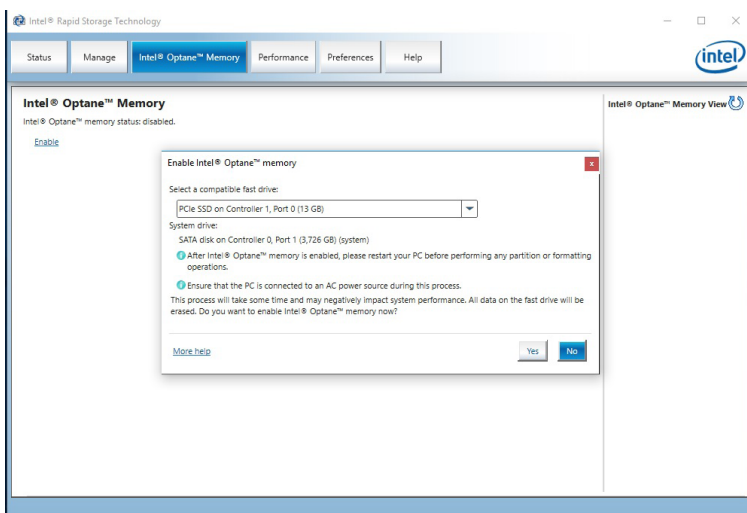 Intel® Rapid Storage Technology
Status
Manage
Intel® Optane™ Memory
Performance
Preferences
Help
intel
Intel® Optane™ Memory
Intel® Optane™ memory status: disabled.
Enable
Intel® Optane™ Memory View
Enable Intel® Optane™ memory
x
Select a compatible fast drive:
PCIe SSD on Controller 1, Port 0 (13 GB)
System drive:
SATA disk on Controller 0, Port 1 (3,726 GB) (system)
After Intel® Optane™ memory is enabled, please restart your PC before performing any partition or formatting
operations.
Ensure that the PC is connected to an AC power source during this process.
This process will take some time and may negatively impact system performance. All data on the fast drive will be
erased. Do you want to enable Intel® Optane™ memory now?
More help
Yes
No